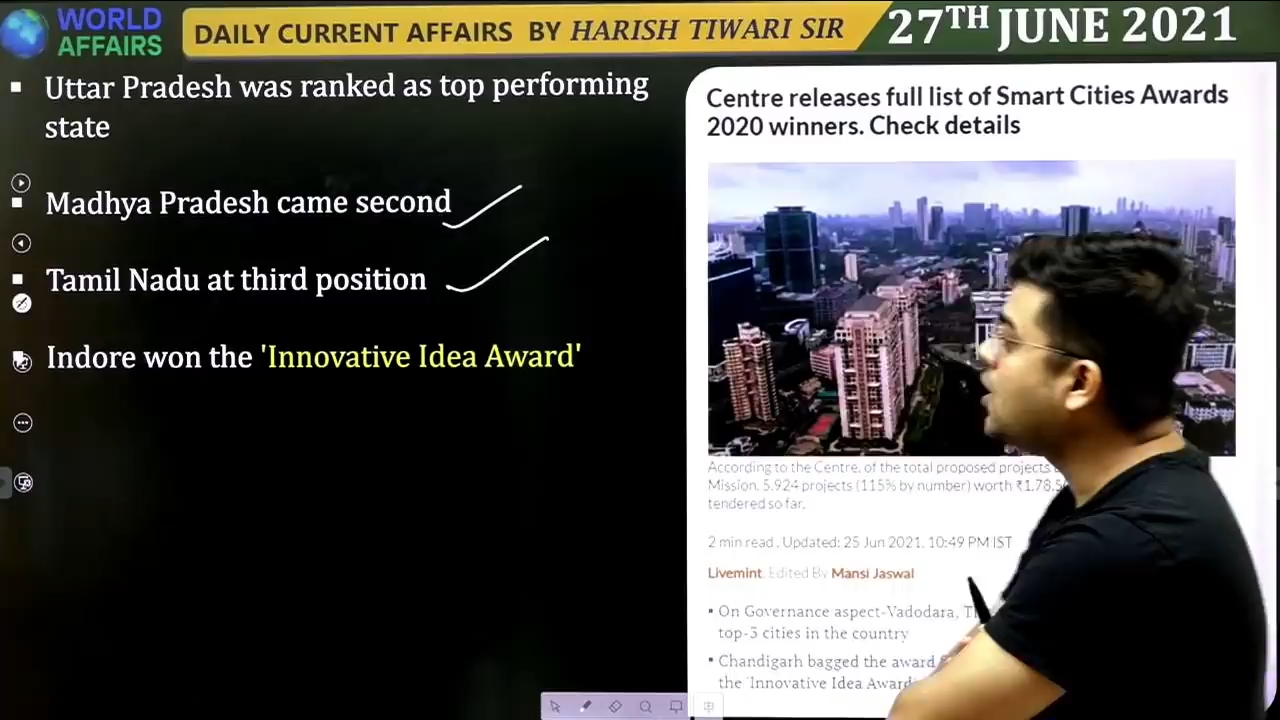 WORLD
AFFAIRS
DAILY CURRENT AFFAIRS BY HARISH TIWARI SIR
27TH JUNE 2021
▪ Uttar Pradesh was ranked as top performing
state
▪ Madhya Pradesh came second
▪ Tamil Nadu at third position
▪ Indore won the 'Innovative Idea Award'
Centre releases full list of Smart Cities Awards
2020 winners. Check details
According to the Centre, of the total proposed projects
Mission, 5,924 projects (115% by number) worth ₹1.78,5
tendered so far.
2 min read . Updated: 25 Jun 2021, 10:49 PM IST
Livemint, Edited By Mansi Jaswal
▪ On Governance aspect-Vadodara, T
top-3 cities in the country
▪ Chandigarh bagged the award
the 'Innovative Idea Award